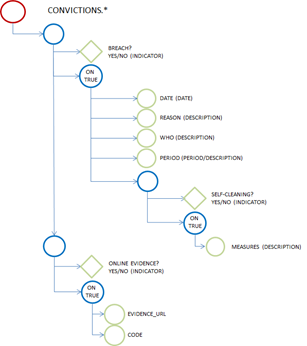 CONVICTIONS.*
BREACH?
YES/NO (INDICATOR)
ON
TRUE
DATE (DATE)
REASON (DESCRIPTION)
WHO (DESCRIPTION)
PERIOD (PERIOD/DESCRIPTION)
SELF-CLEANING?
YES/NO (INDICATOR)
ON
TRUE
MEASURES (DESCRIPTION)
ONLINE EVIDENCE?
YES/NO (INDICATOR)
ON
TRUE
EVIDENCE_URL
CODE